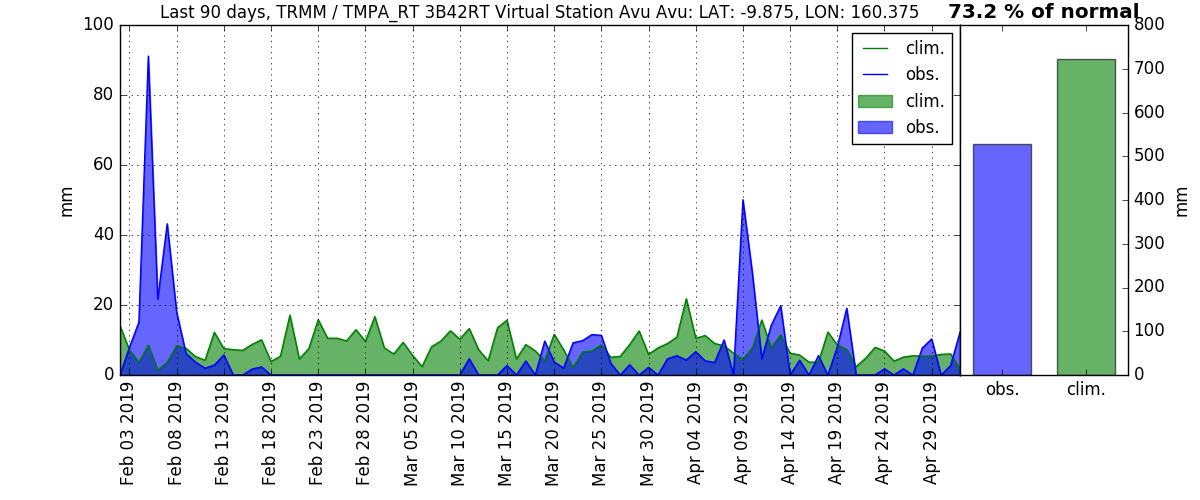 Last 90 days, TRMM / TMPA_RT 3B42RT Virtual Station Avu Avu: LAT: -9.875, LON: 160.375
73.2 % of normal
100
80
60
40
20
0
mm
clim.
obs.
clim.
obs.
800
700
600
500
400
300
200
100
0
mm
obs.
clim.
Feb 03 2019
Feb 08 2019
Feb 13 2019
Feb 18 2019
Feb 23 2019
Feb 28 2019
Mar 05 2019
Mar 10 2019
Mar 15 2019
Mar 20 2019
Mar 25 2019
Mar 30 2019
Apr 04 2019
Apr 09 2019
Apr 14 2019
Apr 19 2019
Apr 24 2019
Apr 29 2019